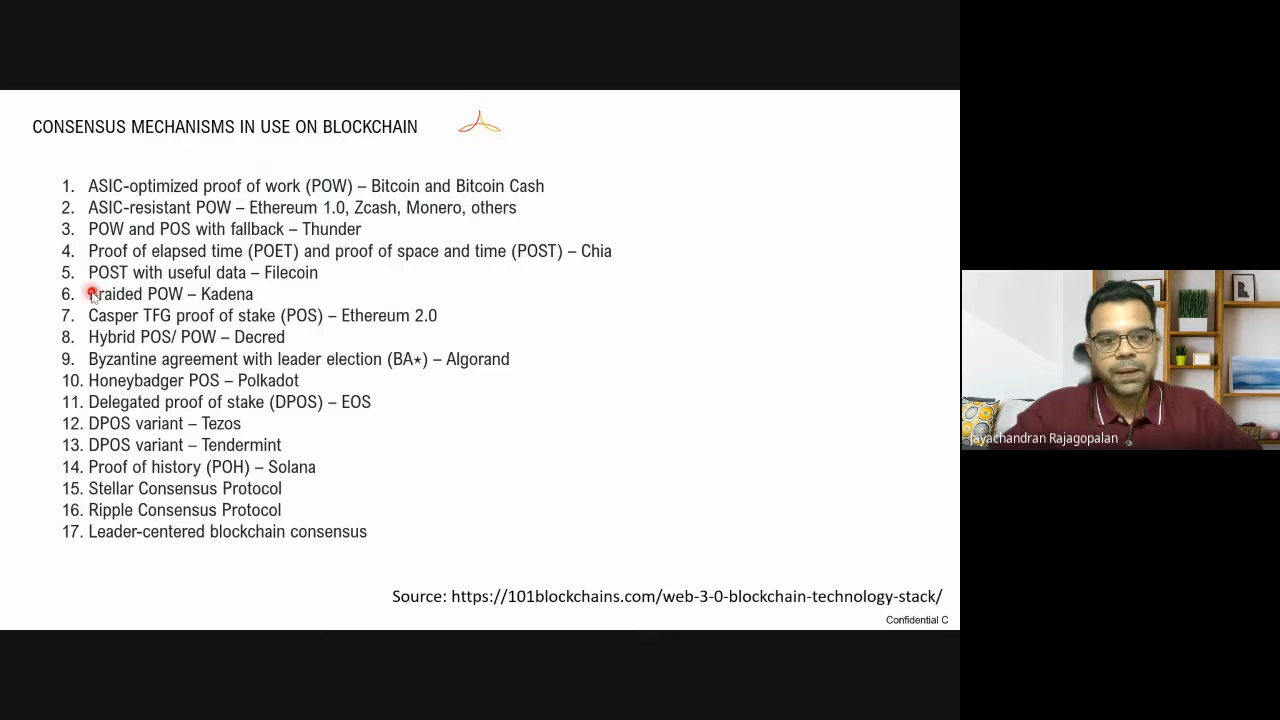 CONSENSUS MECHANISMS IN USE ON BLOCKCHAIN
1. ASIC-optimized proof of work (POW) – Bitcoin and Bitcoin Cash
2. ASIC-resistant POW – Ethereum 1.0, Zcash, Monero, others
3. POW and POS with fallback – Thunder
4. Proof of elapsed time (POET) and proof of space and time (POST) – Chia
5. POST with useful data – Filecoin
6. Braided POW – Kadena
7. Casper TFG proof of stake (POS) – Ethereum 2.0
8. Hybrid POS/ POW – Decred
9. Byzantine agreement with leader election (BA⋆) – Algorand
10. Honeybadger POS – Polkadot
11. Delegated proof of stake (DPOS) – EOS
12. DPOS variant – Tezos
13. DPOS variant – Tendermint
14. Proof of history (POH) – Solana
15. Stellar Consensus Protocol
16. Ripple Consensus Protocol
17. Leader-centered blockchain consensus
Source: https://101blockchains.com/web-3-0-blockchain-technology-stack/
Confidential C
Jayachandran Rajagopalan